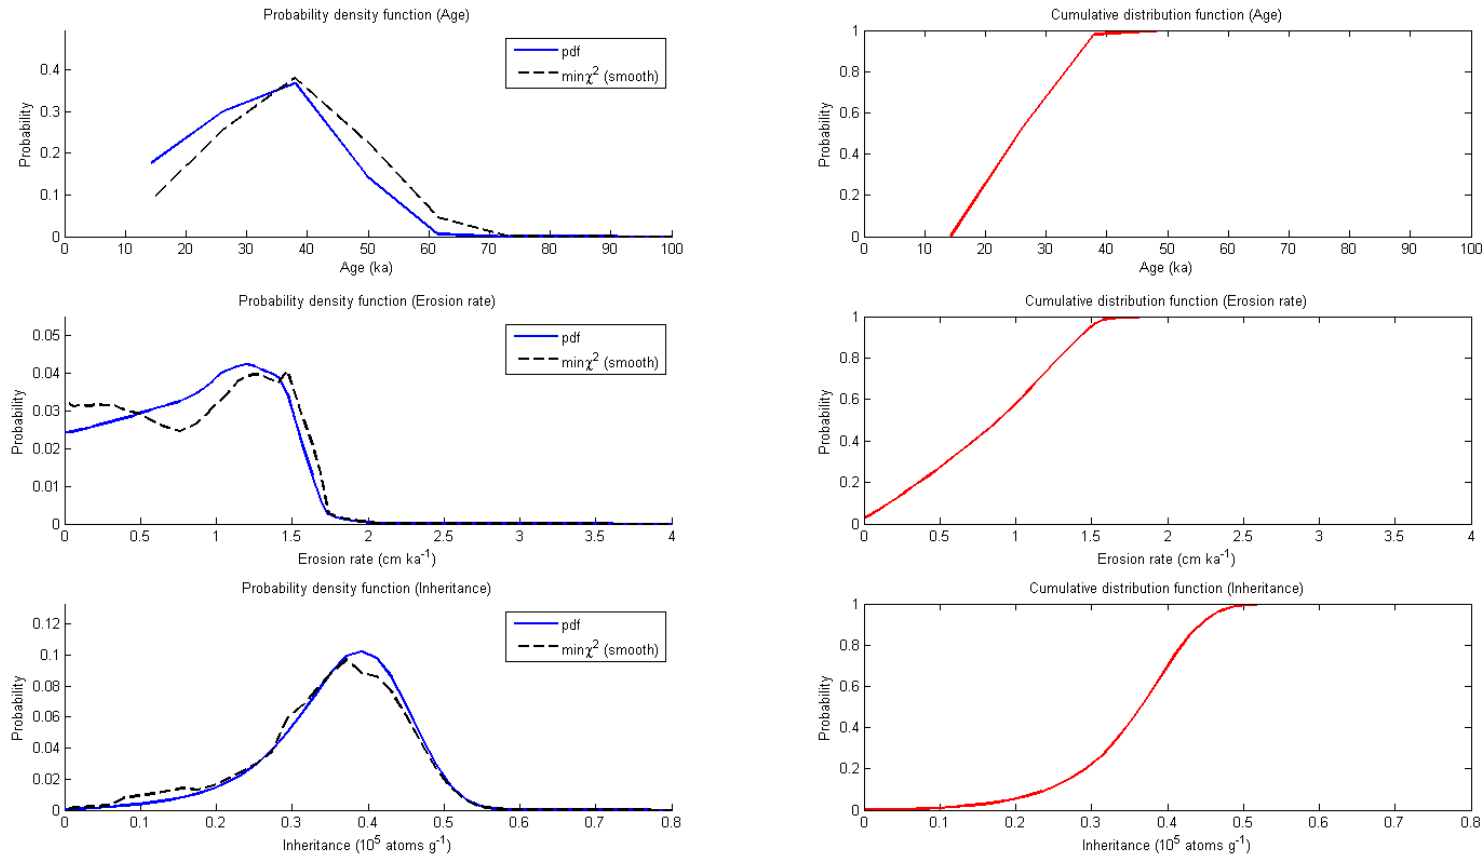 Probability density function (Age)
0.4
0.3
0.2
0.1
0
Probability
0 10 20 30 40 50 60 70 80 90 100
Age (ka)
pdf
minχ² (smooth)
Cumulative distribution function (Age)
1
0.8
0.6
0.4
0.2
0
Probability
0 10 20 30 40 50 60 70 80 90 100
Age (ka)
Probability density function (Erosion rate)
0.05
0.04
0.03
0.02
0.01
0
Probability
0 0.5 1 1.5 2 2.5 3 3.5 4
Erosion rate (cm ka⁻¹)
pdf
minχ² (smooth)
Cumulative distribution function (Erosion rate)
1
0.8
0.6
0.4
0.2
0
Probability
0 0.5 1 1.5 2 2.5 3 3.5 4
Erosion rate (cm ka⁻¹)
Probability density function (Inheritance)
0.12
0.1
0.08
0.06
0.04
0.02
0
Probability
0 0.1 0.2 0.3 0.4 0.5 0.6 0.7 0.8
Inheritance (10⁵ atoms g⁻¹)
pdf
minχ² (smooth)
Cumulative distribution function (Inheritance)
1
0.8
0.6
0.4
0.2
0
Probability
0 0.1 0.2 0.3 0.4 0.5 0.6 0.7 0.8
Inheritance (10⁵ atoms g⁻¹)